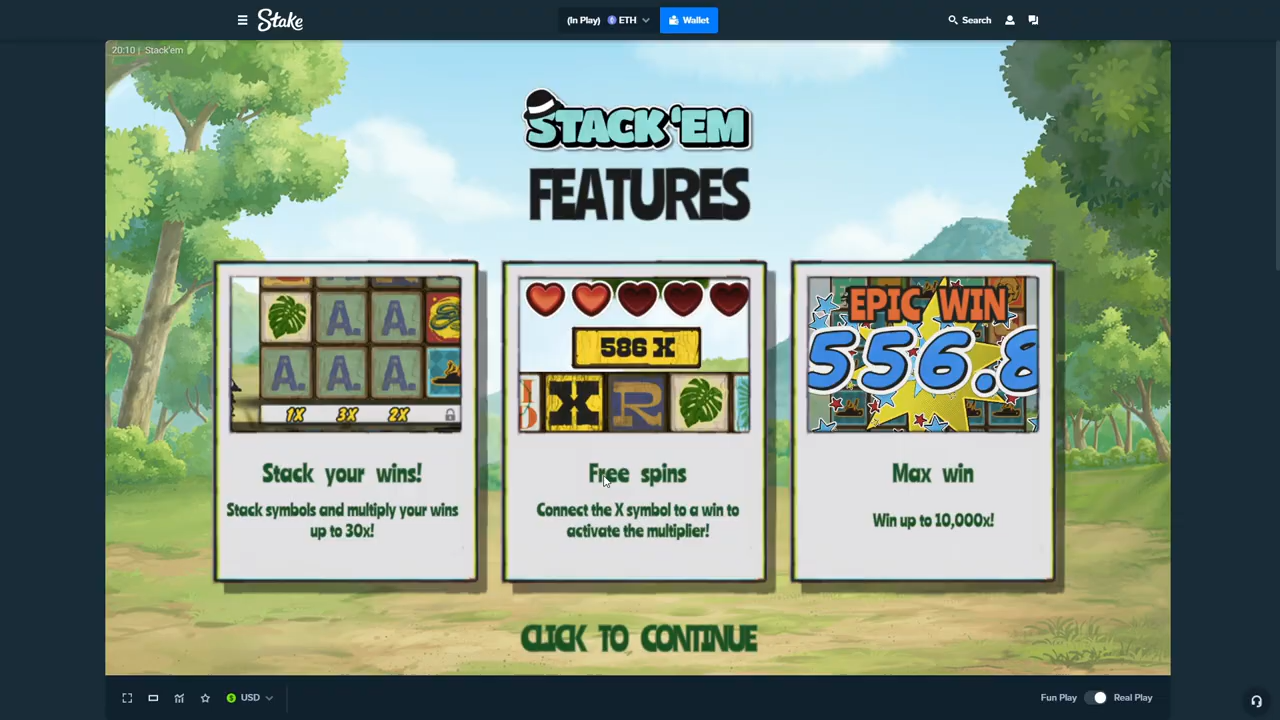 Stake
(In Play) ETH
Wallet
Search
20:10 | Stack'em
STACK 'EM
FEATURES
A. A.
A. A. A.
1X 3X 2X
586 X
X R
EPIC WIN
556.8
Stack your wins!
Stack symbols and multiply your wins
up to 30x!
Free spins
Connect the X symbol to a win to
activate the multiplier!
Max win
Win up to 10,000x!
CLICK TO CONTINUE
$ USD
Fun Play
Real Play